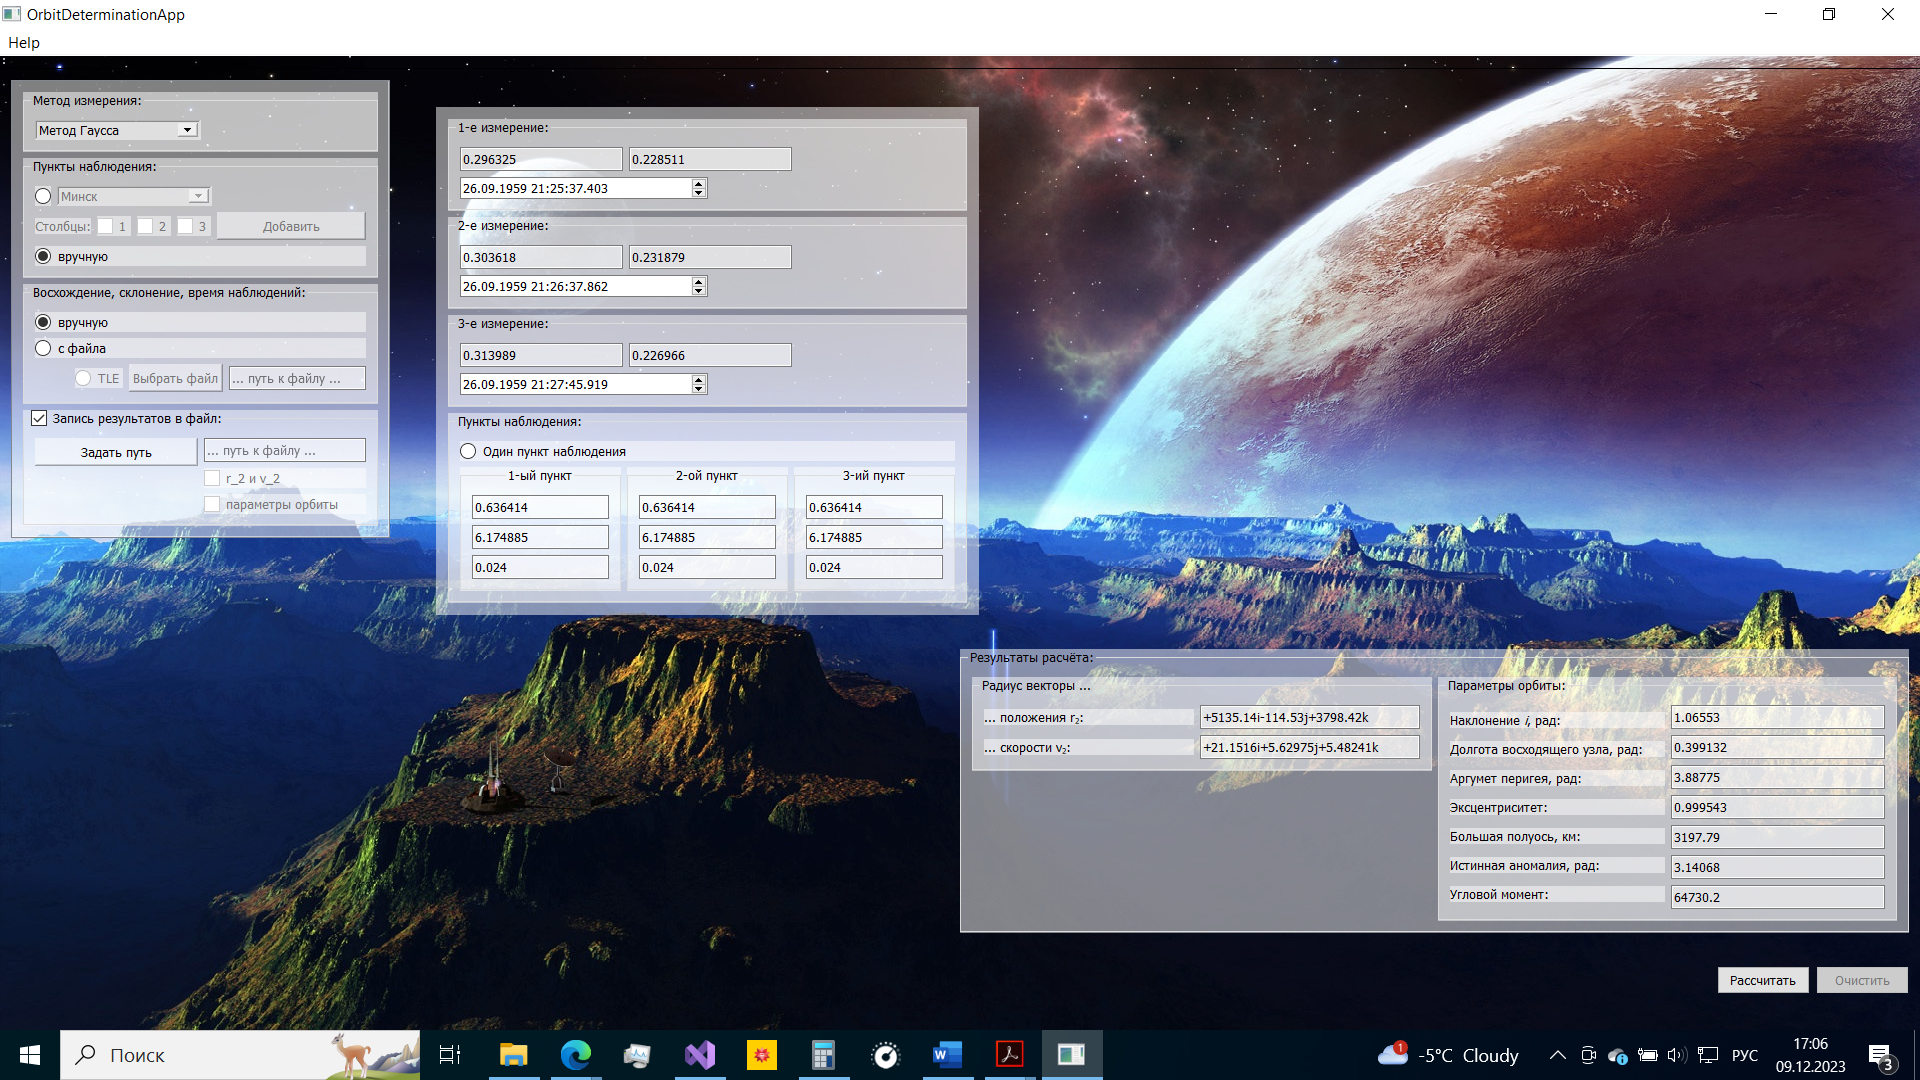 OrbitDeterminationApp
Help
Метод измерения:
Метод Гаусса
Пункты наблюдения:
Минск
Столбцы: 1 2 3 Добавить
вручную
Восхождение, склонение, время наблюдений:
вручную
с файла
TLE Выбрать файл ... путь к файлу ...
Запись результатов в файл:
Задать путь ... путь к файлу ...
r_2 и v_2
параметры орбиты
1-е измерение:
0.296325 0.228511
26.09.1959 21:25:37.403
2-е измерение:
0.303618 0.231879
26.09.1959 21:26:37.862
3-е измерение:
0.313989 0.226966
26.09.1959 21:27:45.919
Пункты наблюдения:
Один пункт наблюдения
1-ый пункт 2-ой пункт 3-ий пункт
0.636414 0.636414 0.636414
6.174885 6.174885 6.174885
0.024 0.024 0.024
Результаты расчёта:
Радиус векторы ...
... положения r₂: +5135.14i-114.53j+3798.42k
... скорости v₂: +21.1516i+5.62975j+5.48241k
Параметры орбиты:
Наклонение i, рад: 1.06553
Долгота восходящего узла, рад: 0.399132
Аргумет перигея, рад: 3.88775
Эксцентриситет: 0.999543
Большая полуось, км: 3197.79
Истинная аномалия, рад: 3.14068
Угловой момент: 64730.2
Рассчитать Очистить
Поиск
1 -5°C Cloudy РУС 17:06
09.12.2023 3